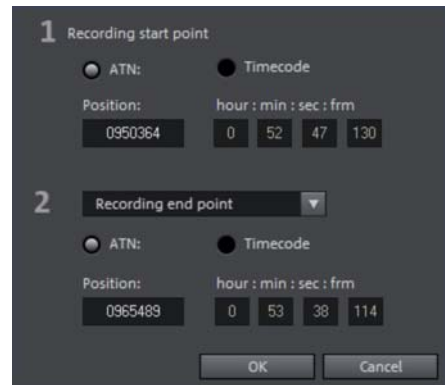 1 Recording start point
ATN: Timecode
Position: hour : min : sec : frm
0950364 0 52 47 130
2 Recording end point
ATN: Timecode
Position: hour : min : sec : frm
0965489 0 53 38 114
OK Cancel